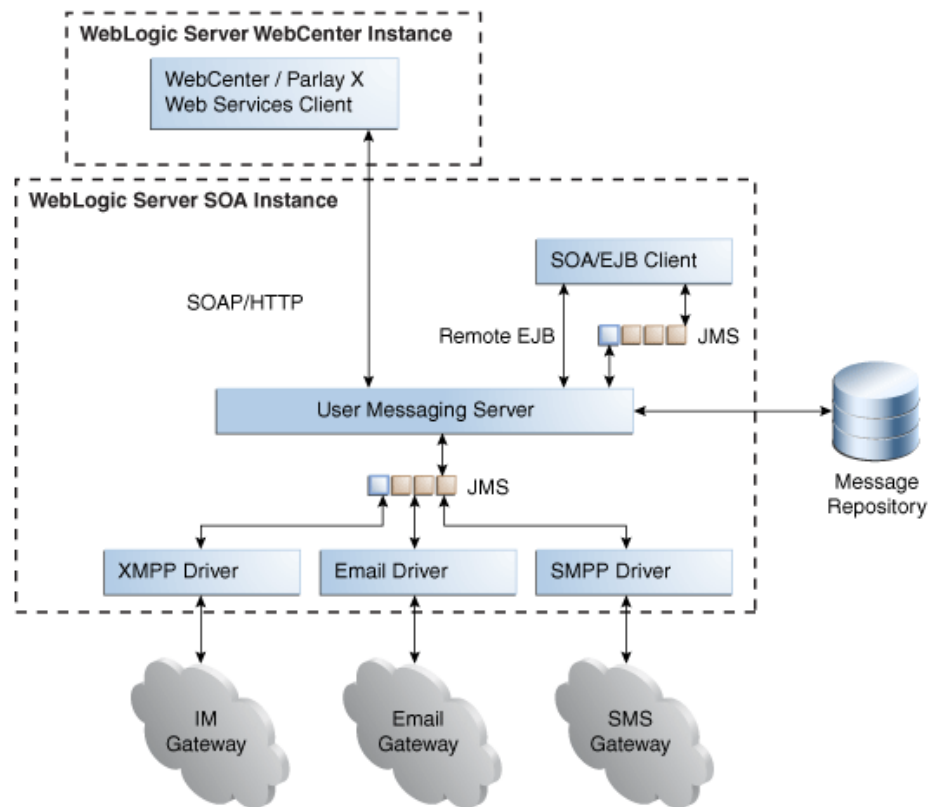 WebLogic Server WebCenter Instance
WebCenter / Parlay X
Web Services Client
WebLogic Server SOA Instance
SOA/EJB Client
SOAP/HTTP
Remote EJB
JMS
User Messaging Server
Message
Repository
JMS
XMPP Driver
Email Driver
SMPP Driver
IM
Gateway
Email
Gateway
SMS
Gateway